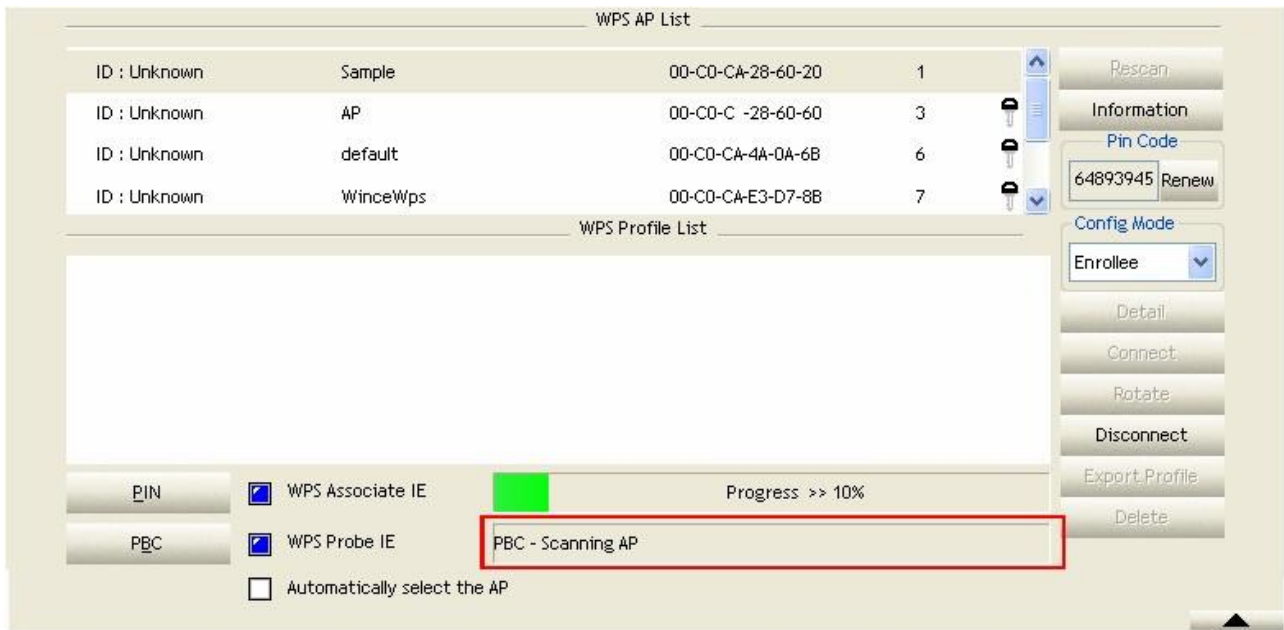 WPS AP List
ID : Unknown Sample 00-C0-CA-28-60-20 1
ID : Unknown AP 00-C0-C -28-60-60 3
ID : Unknown default 00-C0-CA-4A-0A-6B 6
ID : Unknown WinceWps 00-C0-CA-E3-D7-8B 7
Rescan
Information
Pin Code
64893945 Renew
WPS Profile List
Config Mode
Enrollee
Detail
Connect
Rotate
Disconnect
Export Profile
Delete
PIN WPS Associate IE Progress >> 10%
PBC WPS Probe IE PBC - Scanning AP
Automatically select the AP